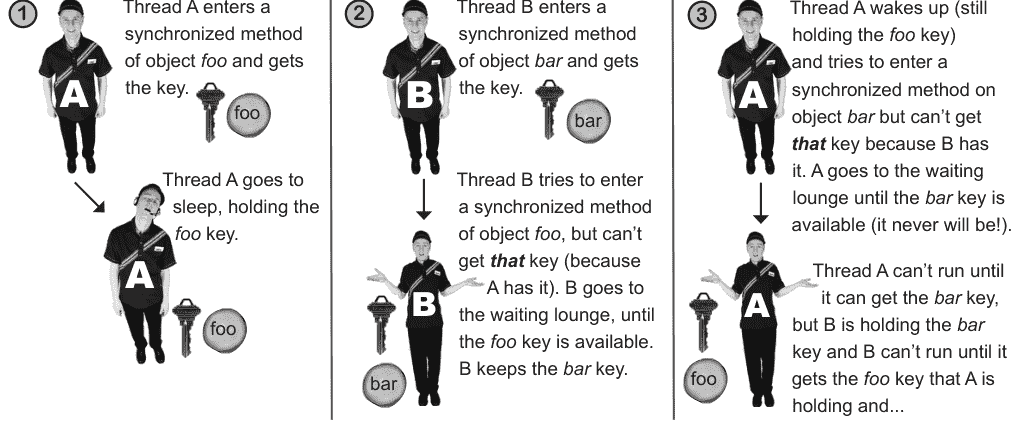 1
Thread A enters a
synchronized method
of object foo and gets
the key.
A
foo
Thread A goes to
sleep, holding the
foo key.
A
foo
2
Thread B enters a
synchronized method
of object bar and gets
the key.
B
bar
Thread B tries to enter
a synchronized method
of object foo, but can't
get that key (because
A has it). B goes to
the waiting lounge, until
the foo key is available.
B keeps the bar key.
B
bar
3
Thread A wakes up (still
holding the foo key)
and tries to enter a
synchronized method on
object bar but can't get
that key because B has
it. A goes to the waiting
lounge until the bar key is
available (it never will be!).
A
Thread A can't run until
it can get the bar key,
but B is holding the bar
key and B can't run until it
gets the foo key that A is
holding and...
A
foo